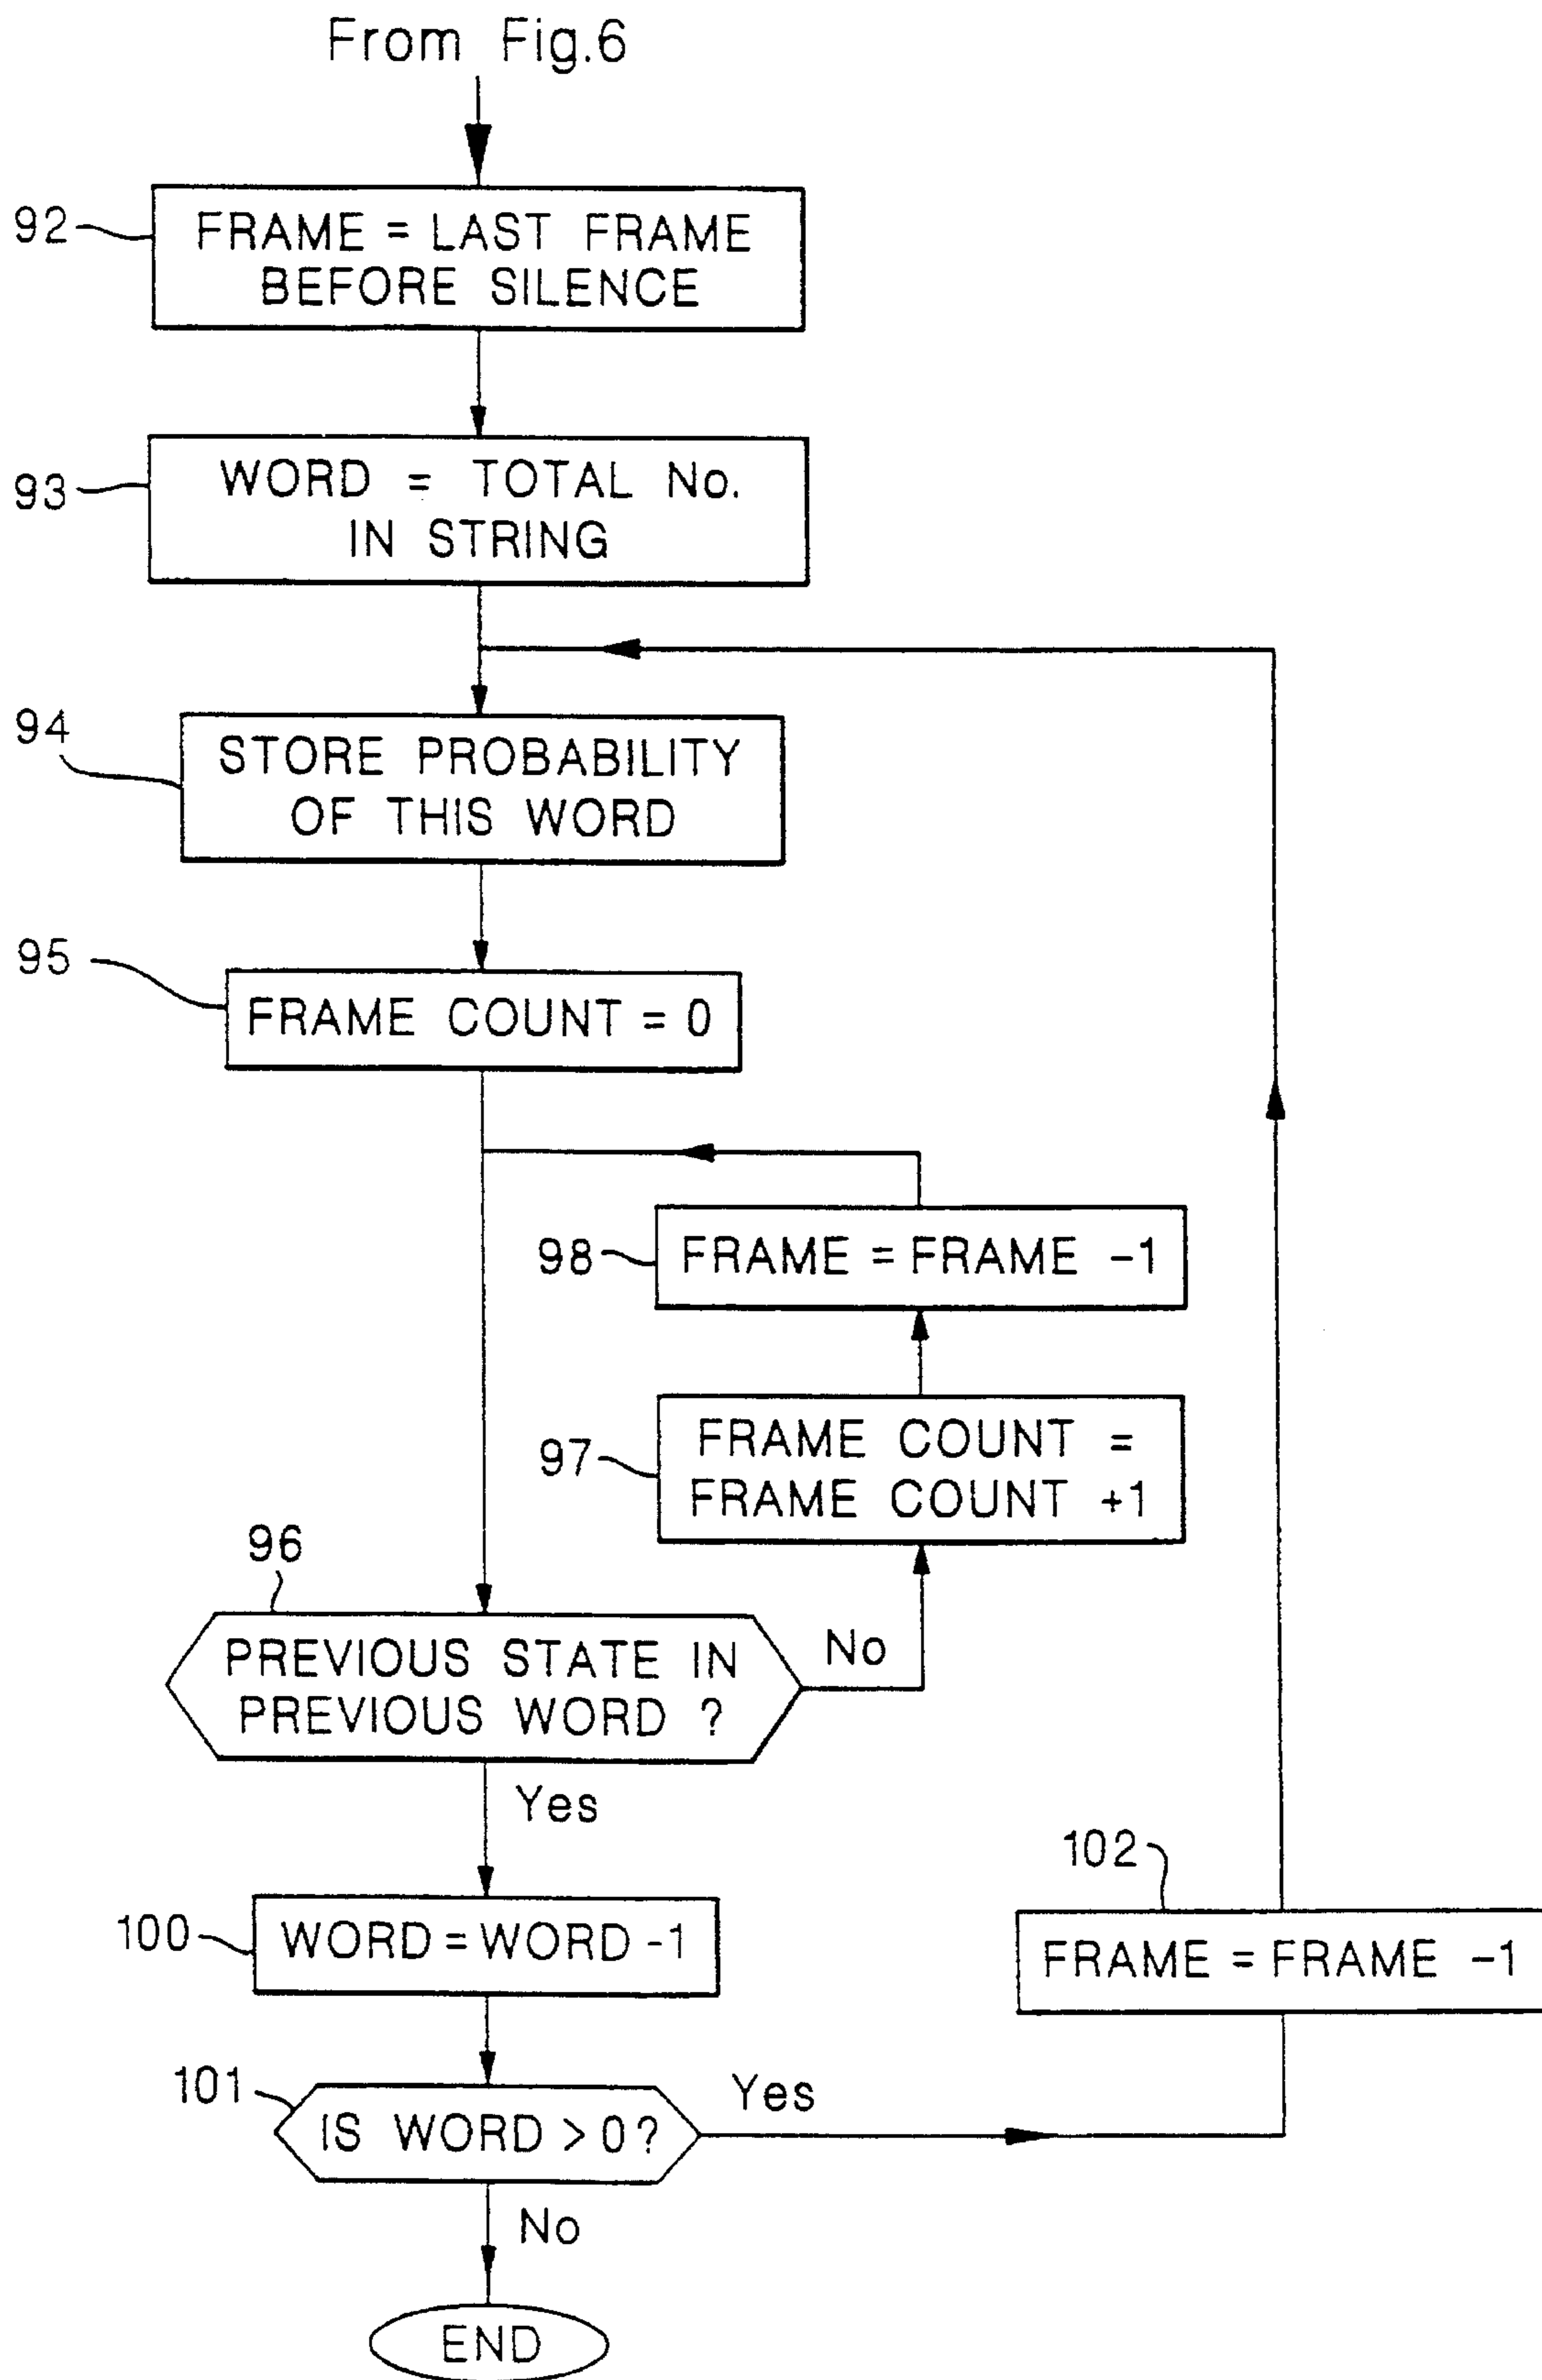 From Fig.6
92
FRAME = LAST FRAME
BEFORE SILENCE
93
WORD = TOTAL No.
IN STRING
94
STORE PROBABILITY
OF THIS WORD
95
FRAME COUNT = 0
98
FRAME = FRAME -1
97
FRAME COUNT =
FRAME COUNT +1
96
PREVIOUS STATE IN
PREVIOUS WORD ?
No
Yes
100
WORD = WORD -1
102
FRAME = FRAME -1
101
IS WORD > 0?
Yes
No
END